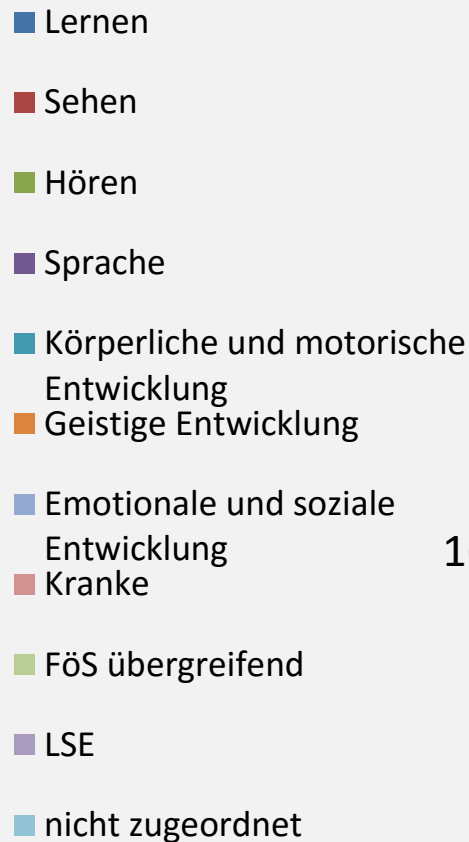 Lernen
Sehen
Hören
Sprache
Körperliche und motorische
Entwicklung
Geistige Entwicklung
Emotionale und soziale
Entwicklung
Kranke
FöS übergreifend
LSE
nicht zugeordnet